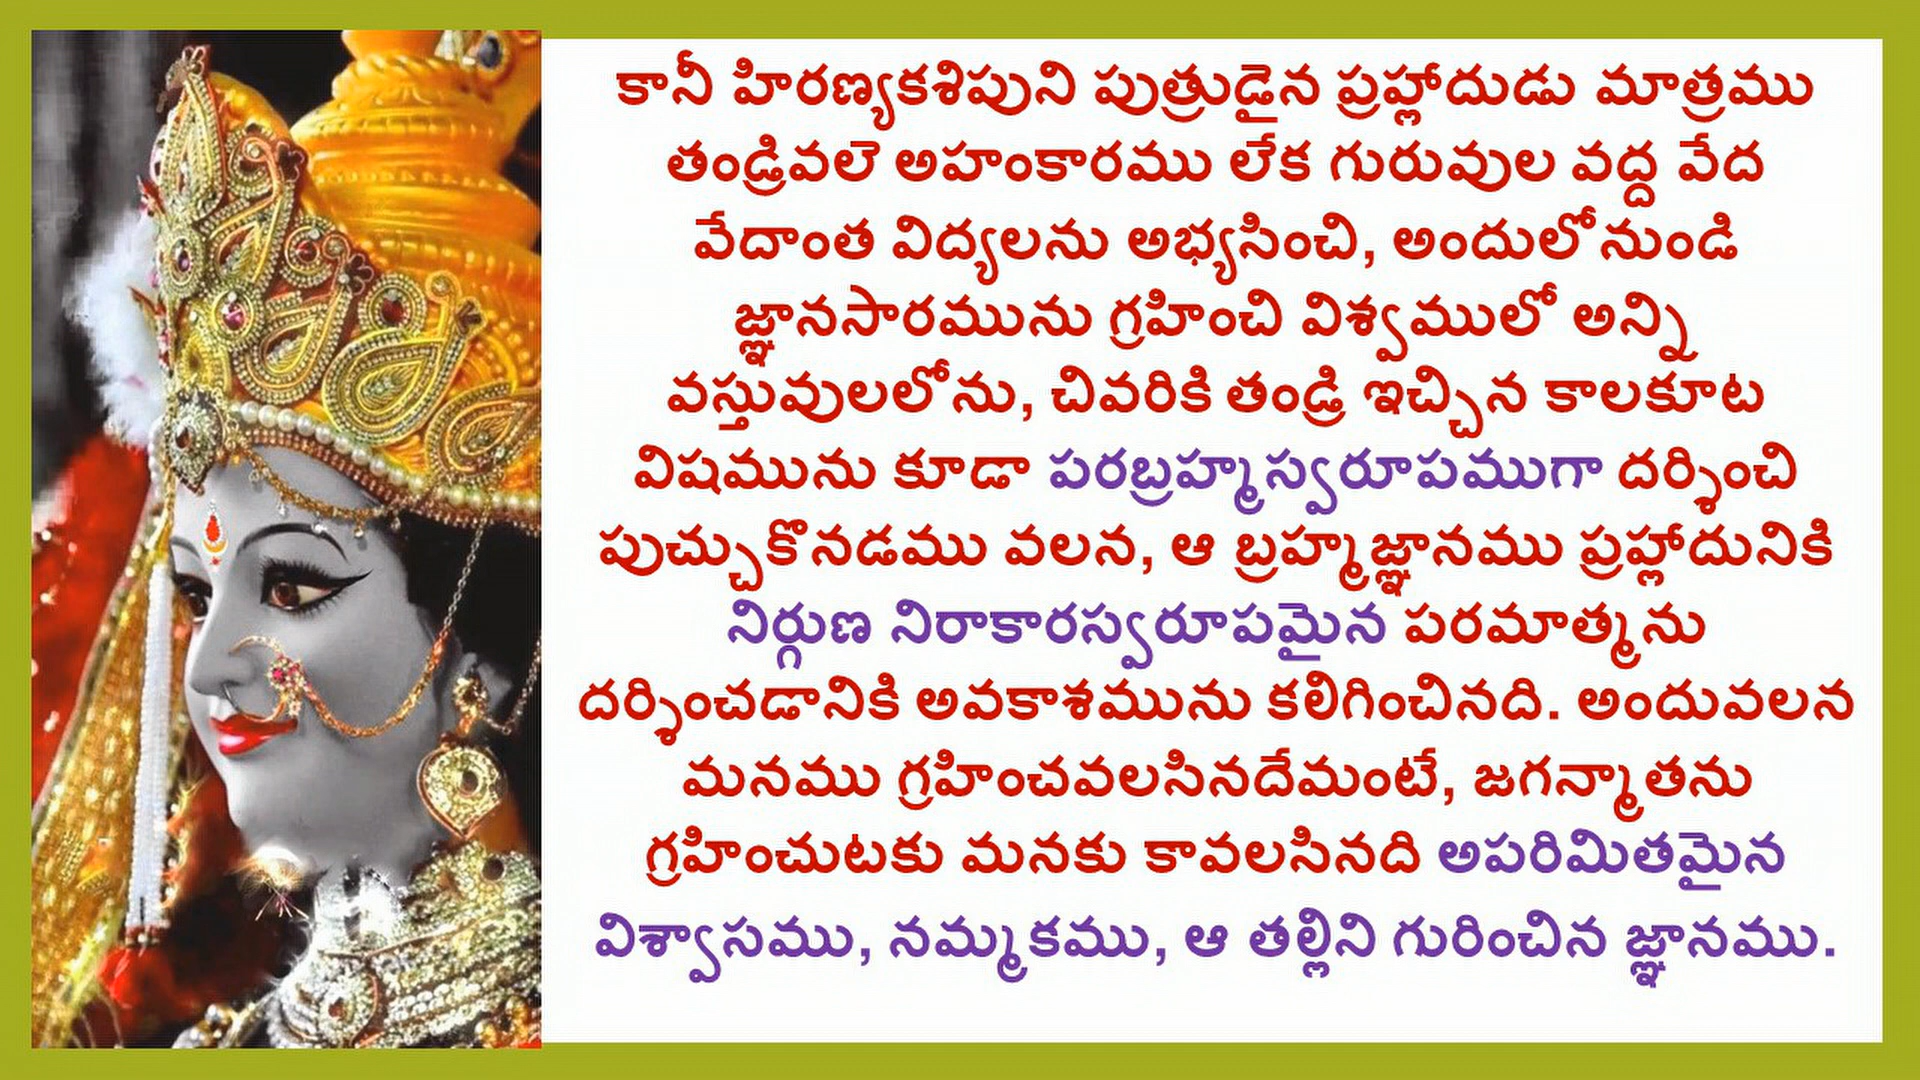 కానీ హిరణ్యకశిపుని పుత్రుడైన ప్రహ్లాదుడు మాత్రము
తండ్రివలె అహంకారము లేక గురువుల వద్ద వేద
వేదాంత విద్యలను అభ్యసించి, అందులోనుండి
జ్ఞానసారమును గ్రహించి విశ్వములో అన్ని
వస్తువులలోను, చివరికి తండ్రి ఇచ్చిన కాలకూట
విషమును కూడా పరబ్రహ్మస్వరూపముగా దర్శించి
పుచ్చుకొనడము వలన, ఆ బ్రహ్మజ్ఞానము ప్రహ్లాదునికి
నిర్గుణ నిరాకారస్వరూపమైన పరమాత్మను
దర్శించడానికి అవకాశమును కలిగించినది. అందువలన
మనము గ్రహించవలసినదేమంటే, జగన్మాతను
గ్రహించుటకు మనకు కావలసినది అపరిమితమైన
విశ్వాసము, నమ్మకము, ఆ తల్లిని గురించిన జ్ఞానము.